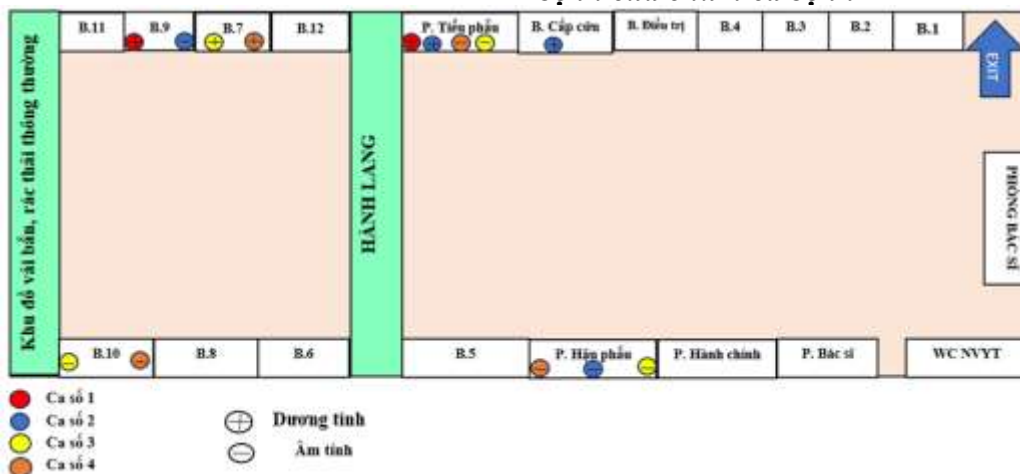 B.11
B.9
B.7
B.12
P. Tiểu phẫu
B. Cấp cứu
B. Điều trị
B.4
B.3
B.2
B.1
EXIT
Khu đồ vải bẩn, rác thải thông thường
HÀNH LANG
PHÒNG BÁC SĨ
B.10
B.8
B.6
B.5
P. Hậu phẫu
P. Hành chính
P. Bác sĩ
WC NVYT
Ca số 1
Ca số 2
Ca số 3
Ca số 4
Dương tính
Âm tính